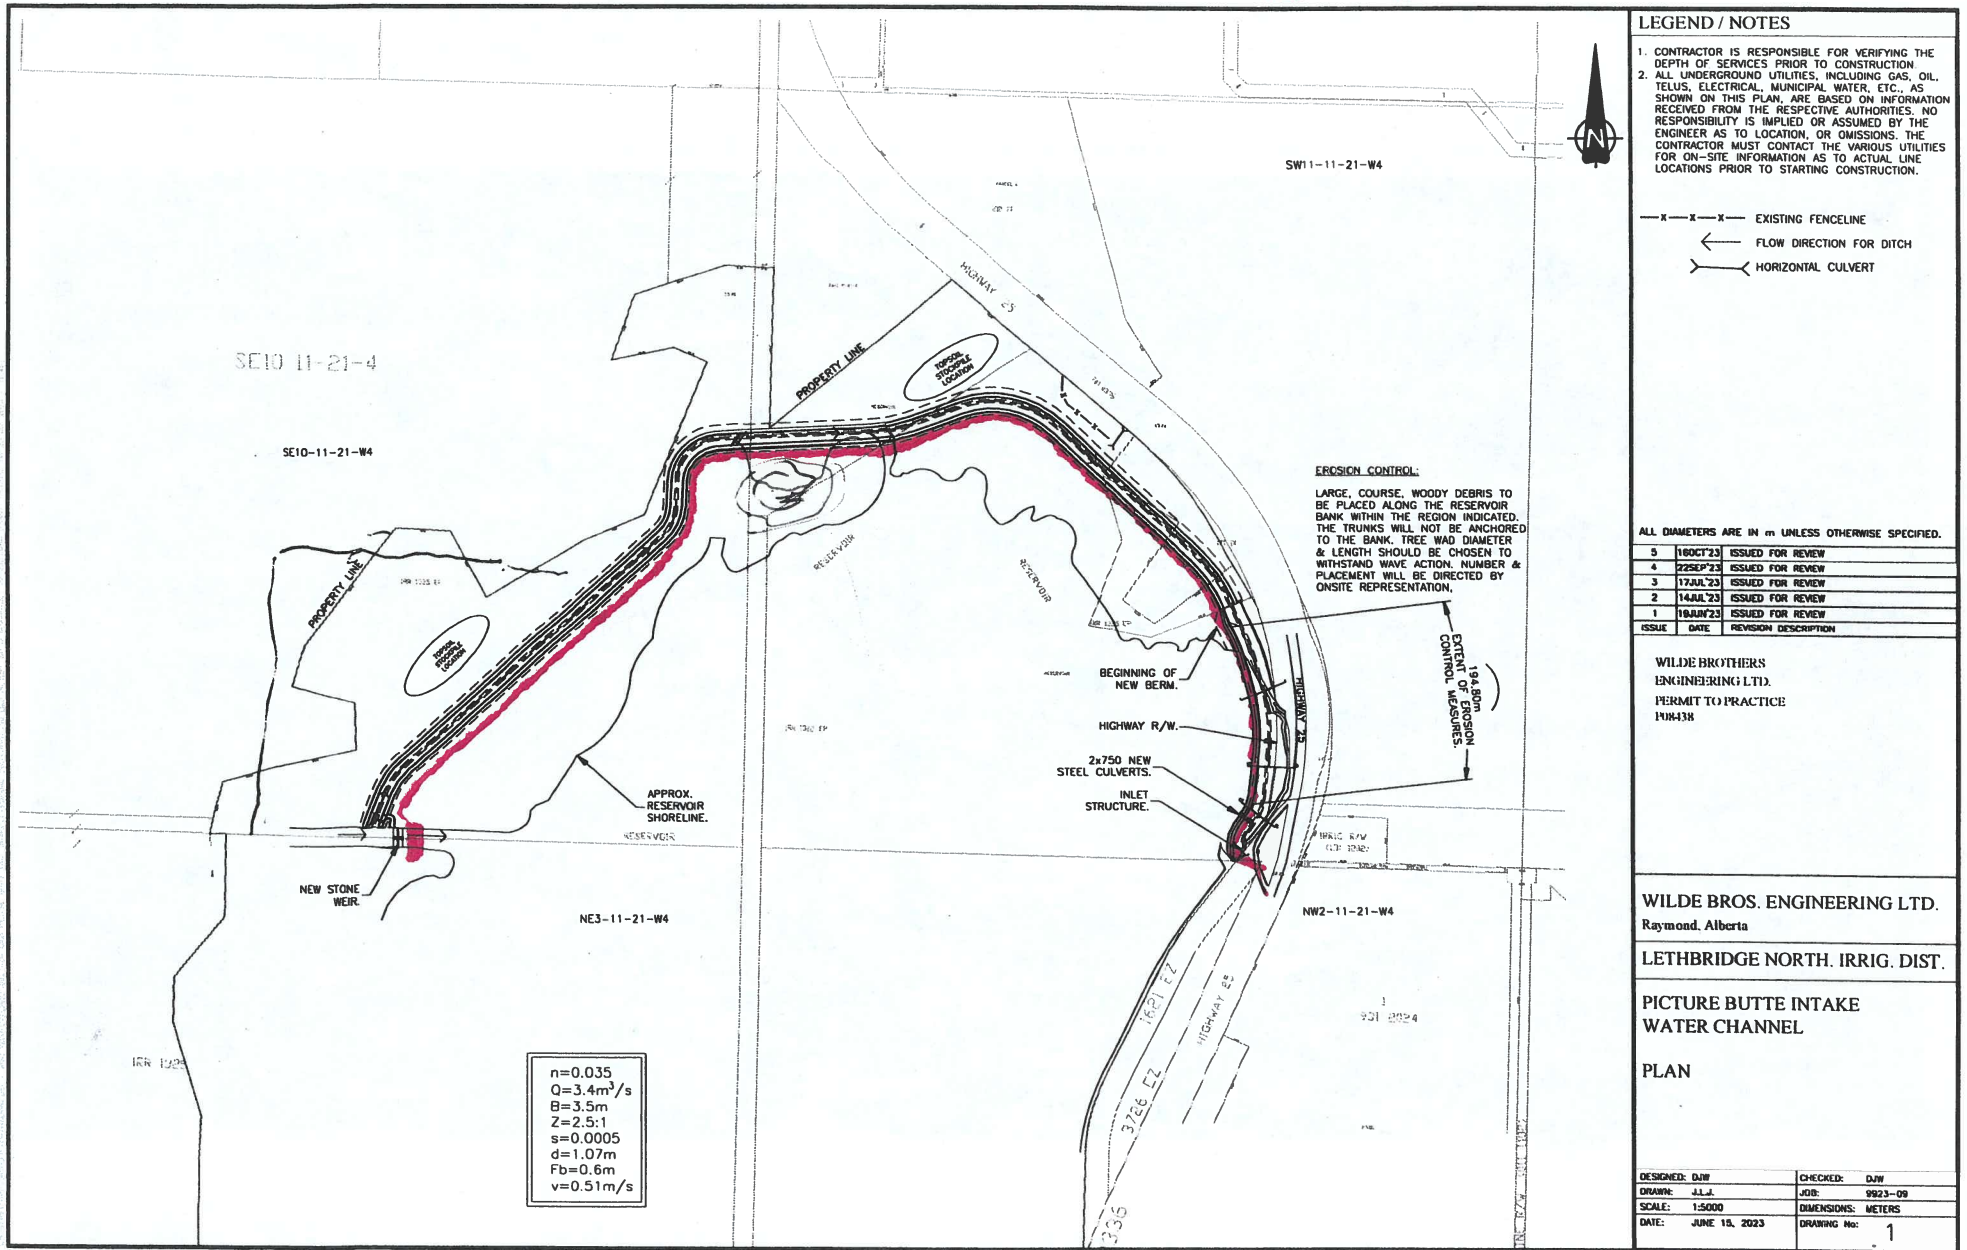 SW11-11-21-W4
HIGHWAY 25
SE10 11-21-4
SE10-11-21-W4
PROPERTY LINE
TOPSOIL
STOCKPILE
LOCATION
RESERVOIR
RESERVOIR
PROPERTY LINE
TOPSOIL
STOCKPILE
LOCATION
EROSION CONTROL:
LARGE, COURSE, WOODY DEBRIS TO
BE PLACED ALONG THE RESERVOIR
BANK WITHIN THE REGION INDICATED.
THE TRUNKS WILL NOT BE ANCHORED
TO THE BANK. TREE WAD DIAMETER
& LENGTH SHOULD BE CHOSEN TO
WITHSTAND WAVE ACTION. NUMBER &
PLACEMENT WILL BE DIRECTED BY
ONSITE REPRESENTATION,
194.80m
EXTENT OF EROSION
CONTROL MEASURES.
BEGINNING OF
NEW BERM.
HIGHWAY R/W.
HIGHWAY 25
2x750 NEW
STEEL CULVERTS.
INLET
STRUCTURE.
APPROX.
RESERVOIR
SHORELINE.
RESERVOIR
IRRIG R/W
NEW STONE
WEIR.
NE3-11-21-W4
NW2-11-21-W4
1621 EZ
HIGHWAY 25
3726 EZ
931 2924
n=0.035
Q=3.4m³/s
B=3.5m
Z=2.5:1
s=0.0005
d=1.07m
Fb=0.6m
v=0.51m/s
N
LEGEND / NOTES
1. CONTRACTOR IS RESPONSIBLE FOR VERIFYING THE
DEPTH OF SERVICES PRIOR TO CONSTRUCTION
2. ALL UNDERGROUND UTILITIES, INCLUDING GAS, OIL,
TELUS, ELECTRICAL, MUNICIPAL WATER, ETC., AS
SHOWN ON THIS PLAN, ARE BASED ON INFORMATION
RECEIVED FROM THE RESPECTIVE AUTHORITIES. NO
RESPONSIBILITY IS IMPLIED OR ASSUMED BY THE
ENGINEER AS TO LOCATION, OR OMISSIONS. THE
CONTRACTOR MUST CONTACT THE VARIOUS UTILITIES
FOR ON-SITE INFORMATION AS TO ACTUAL LINE
LOCATIONS PRIOR TO STARTING CONSTRUCTION.
EXISTING FENCELINE
FLOW DIRECTION FOR DITCH
HORIZONTAL CULVERT
ALL DIAMETERS ARE IN m UNLESS OTHERWISE SPECIFIED.
5 16OCT'23 ISSUED FOR REVIEW
4 22SEP'23 ISSUED FOR REVIEW
3 17JUL'23 ISSUED FOR REVIEW
2 14JUL'23 ISSUED FOR REVIEW
1 19JUN'23 ISSUED FOR REVIEW
ISSUE DATE REVISION DESCRIPTION
WILDE BROTHERS
ENGINEERING LTD.
PERMIT TO PRACTICE
P08438
WILDE BROS. ENGINEERING LTD.
Raymond, Alberta
LETHBRIDGE NORTH. IRRIG. DIST.
PICTURE BUTTE INTAKE
WATER CHANNEL
PLAN
DESIGNED: DJW CHECKED: DJW
DRAWN: J.L.J. JOB: 9923-09
SCALE: 1:5000 DIMENSIONS: METERS
DATE: JUNE 15, 2023 DRAWING No: 1